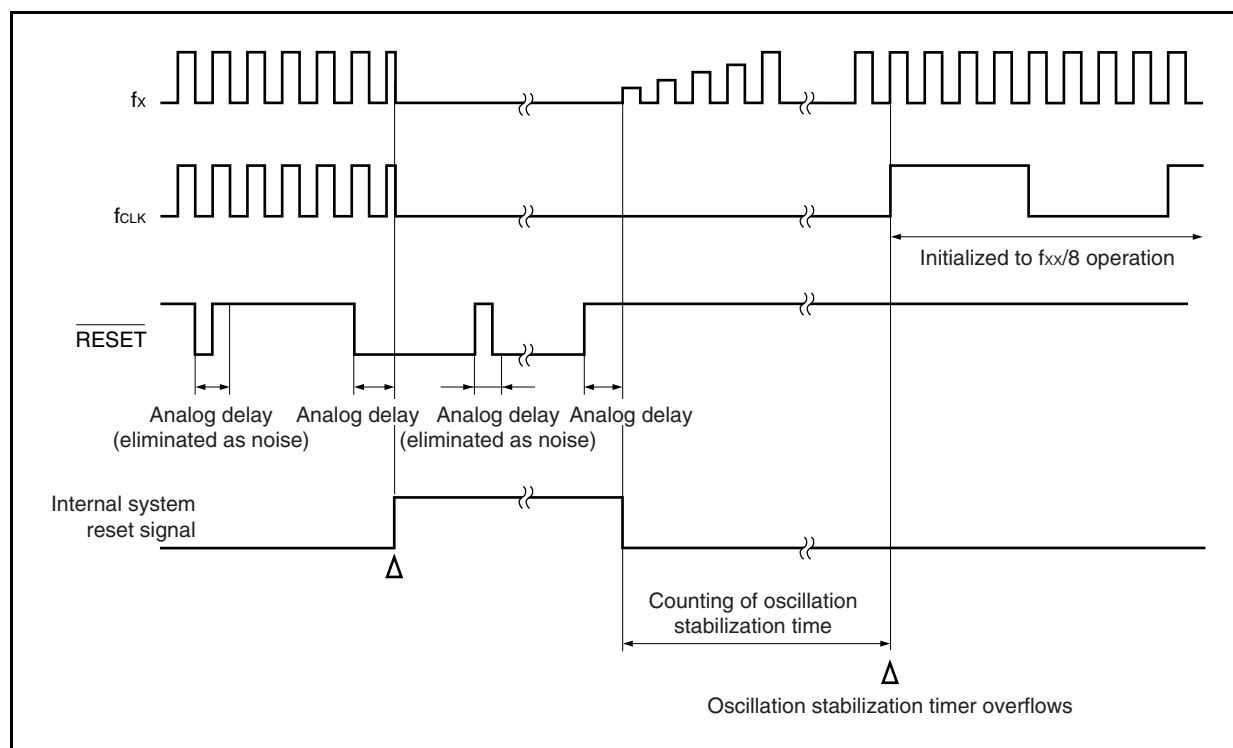 fX
fCLK
Initialized to fXX/8 operation
RESET
Analog delay
(eliminated as noise)
Analog delay
Analog delay
(eliminated as noise)
Analog delay
Internal system
reset signal
Counting of oscillation
stabilization time
Oscillation stabilization timer overflows